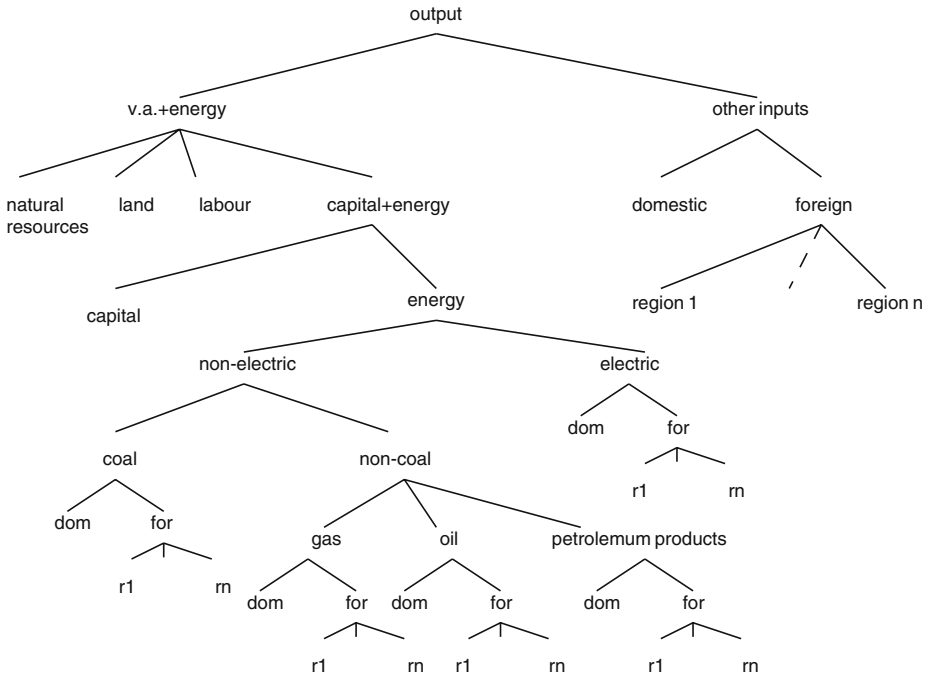 output
v.a.+energy
other inputs
natural
resources
land
labour
capital+energy
domestic
foreign
capital
energy
region 1
region n
non-electric
electric
dom
for
coal
non-coal
r1
rn
dom
for
gas
oil
petrolemum products
r1
rn
dom
for
dom
for
dom
for
r1
rn
r1
rn
r1
rn